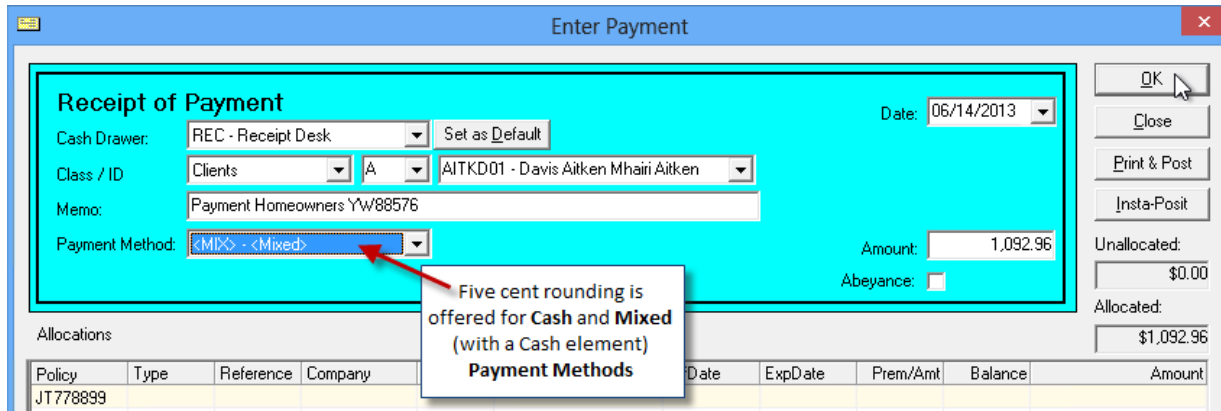 Enter Payment
Receipt of Payment
Date: 06/14/2013
Cash Drawer: REC - Receipt Desk Set as Default
Class / ID Clients A AITKD01 - Davis Aitken Mhairi Aitken
Memo: Payment Homeowners YW88576
Payment Method: <MIX> - <Mixed>
Amount: 1,092.96
Abeyance:
OK
Close
Print & Post
Insta-Posit
Unallocated:
$0.00
Allocated:
$1,092.96
Five cent rounding is
offered for Cash and Mixed
(with a Cash element)
Payment Methods
Allocations
Policy Type Reference Company Date ExpDate Prem/Amt Balance Amount
JT778899